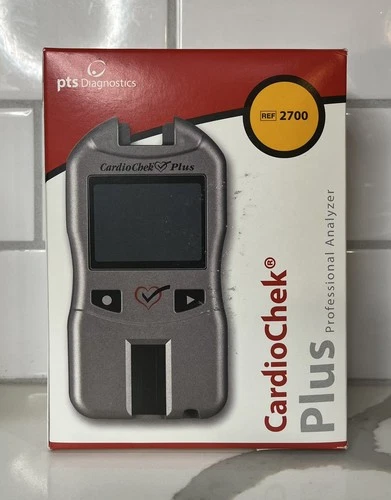 pts Diagnostics
REF 2700
CardioChek Plus
CardioChek®
Plus Professional Analyzer